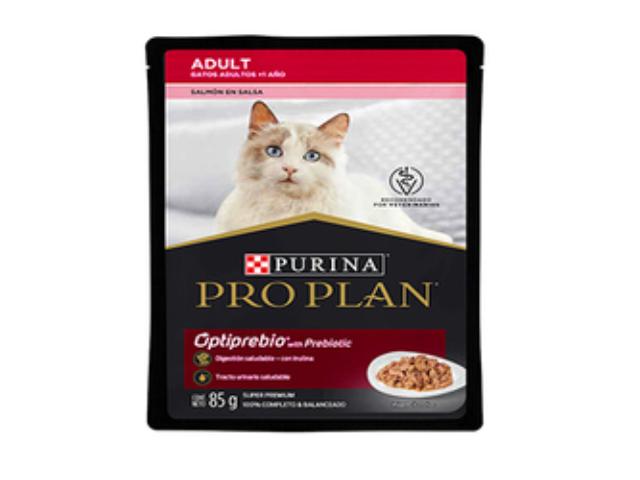 ADULT
GATOS ADULTOS +1 AÑO
SALMÓN EN SALSA
RECOMENDADO
POR VETERINARIOS
PURINA
PRO PLAN
Optiprebio® with Prebiotic
Digestión saludable – con inulina
Tracto urinario saludable
CONT.
NETO 85 g
SUPER PREMIUM
100% COMPLETO & BALANCEADO